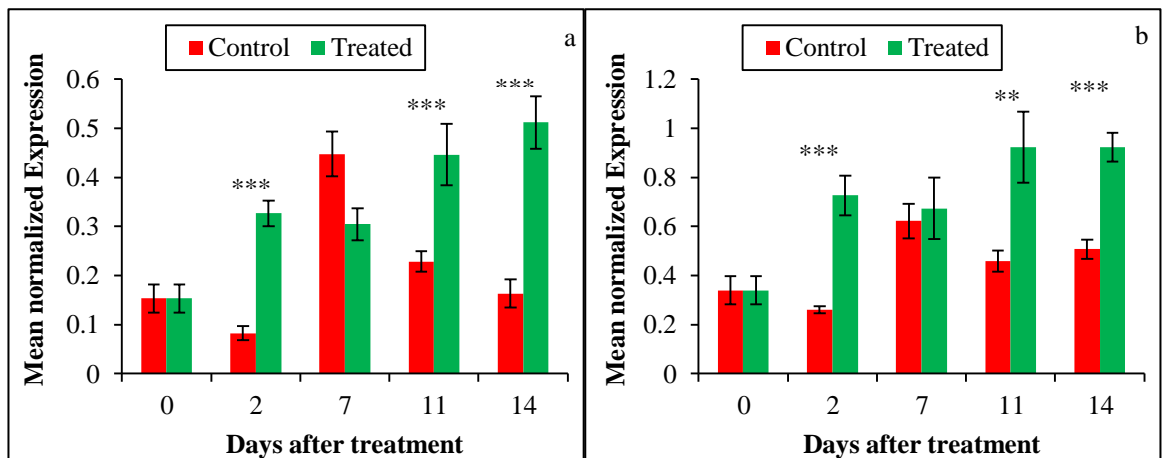 Control Treated
a
Mean normalized Expression
0.6
0.5
0.4
0.3
0.2
0.1
0
***
***
***
0 2 7 11 14
Days after treatment
Control Treated
b
Mean normalized Expression
1.2
1
0.8
0.6
0.4
0.2
0
***
**
***
0 2 7 11 14
Days after treatment